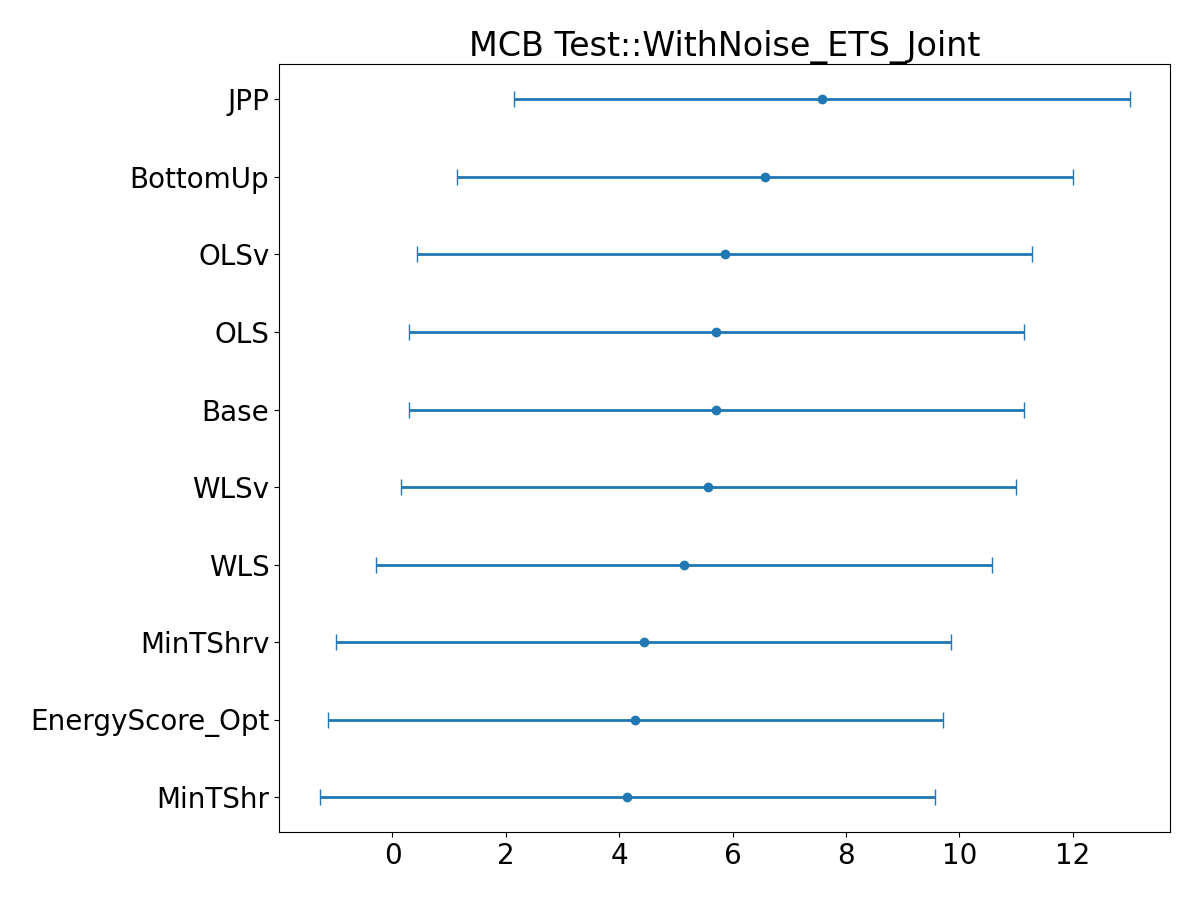 MCB Test::WithNoise_ETS_Joint
JPP
BottomUp
OLSv
OLS
Base
WLSv
WLS
MinTShrv
EnergyScore_Opt
MinTShr
0 2 4 6 8 10 12